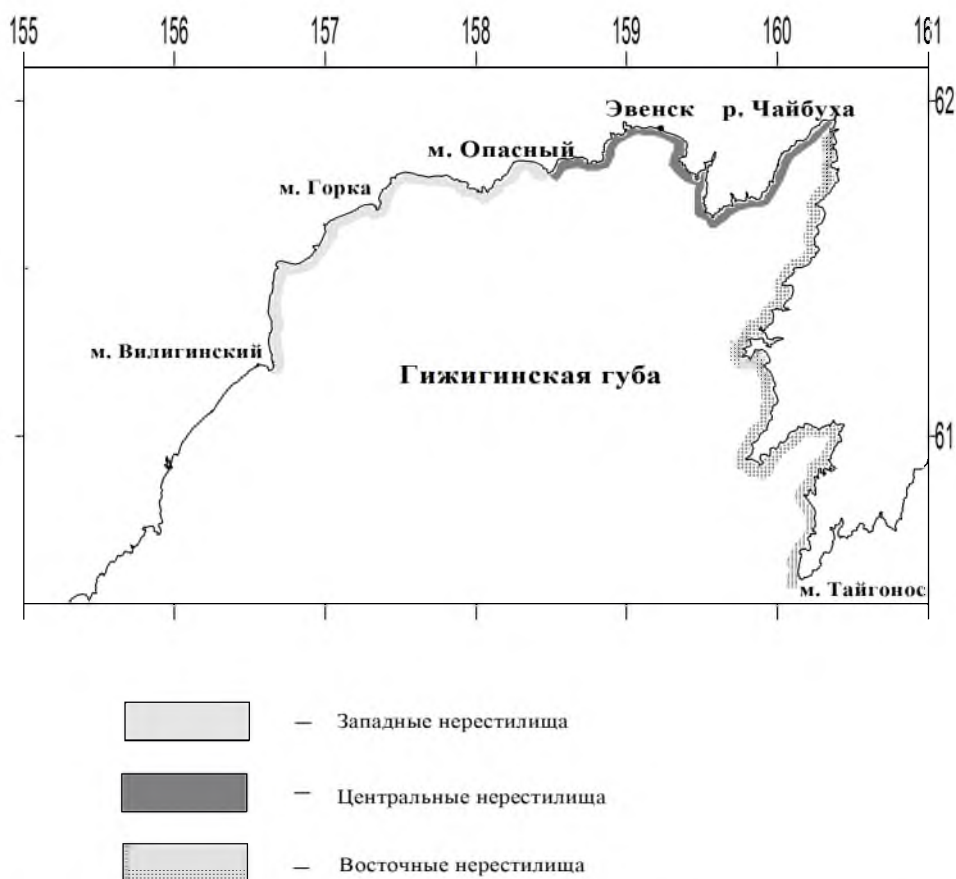 155 156 157 158 159 160 161
62
Эвенск р. Чайбуха
м. Опасный
м. Горка
м. Вилигинский
Гижигинская губа
61
м. Тайгонос
– Западные нерестилища
– Центральные нерестилища
– Восточные нерестилища